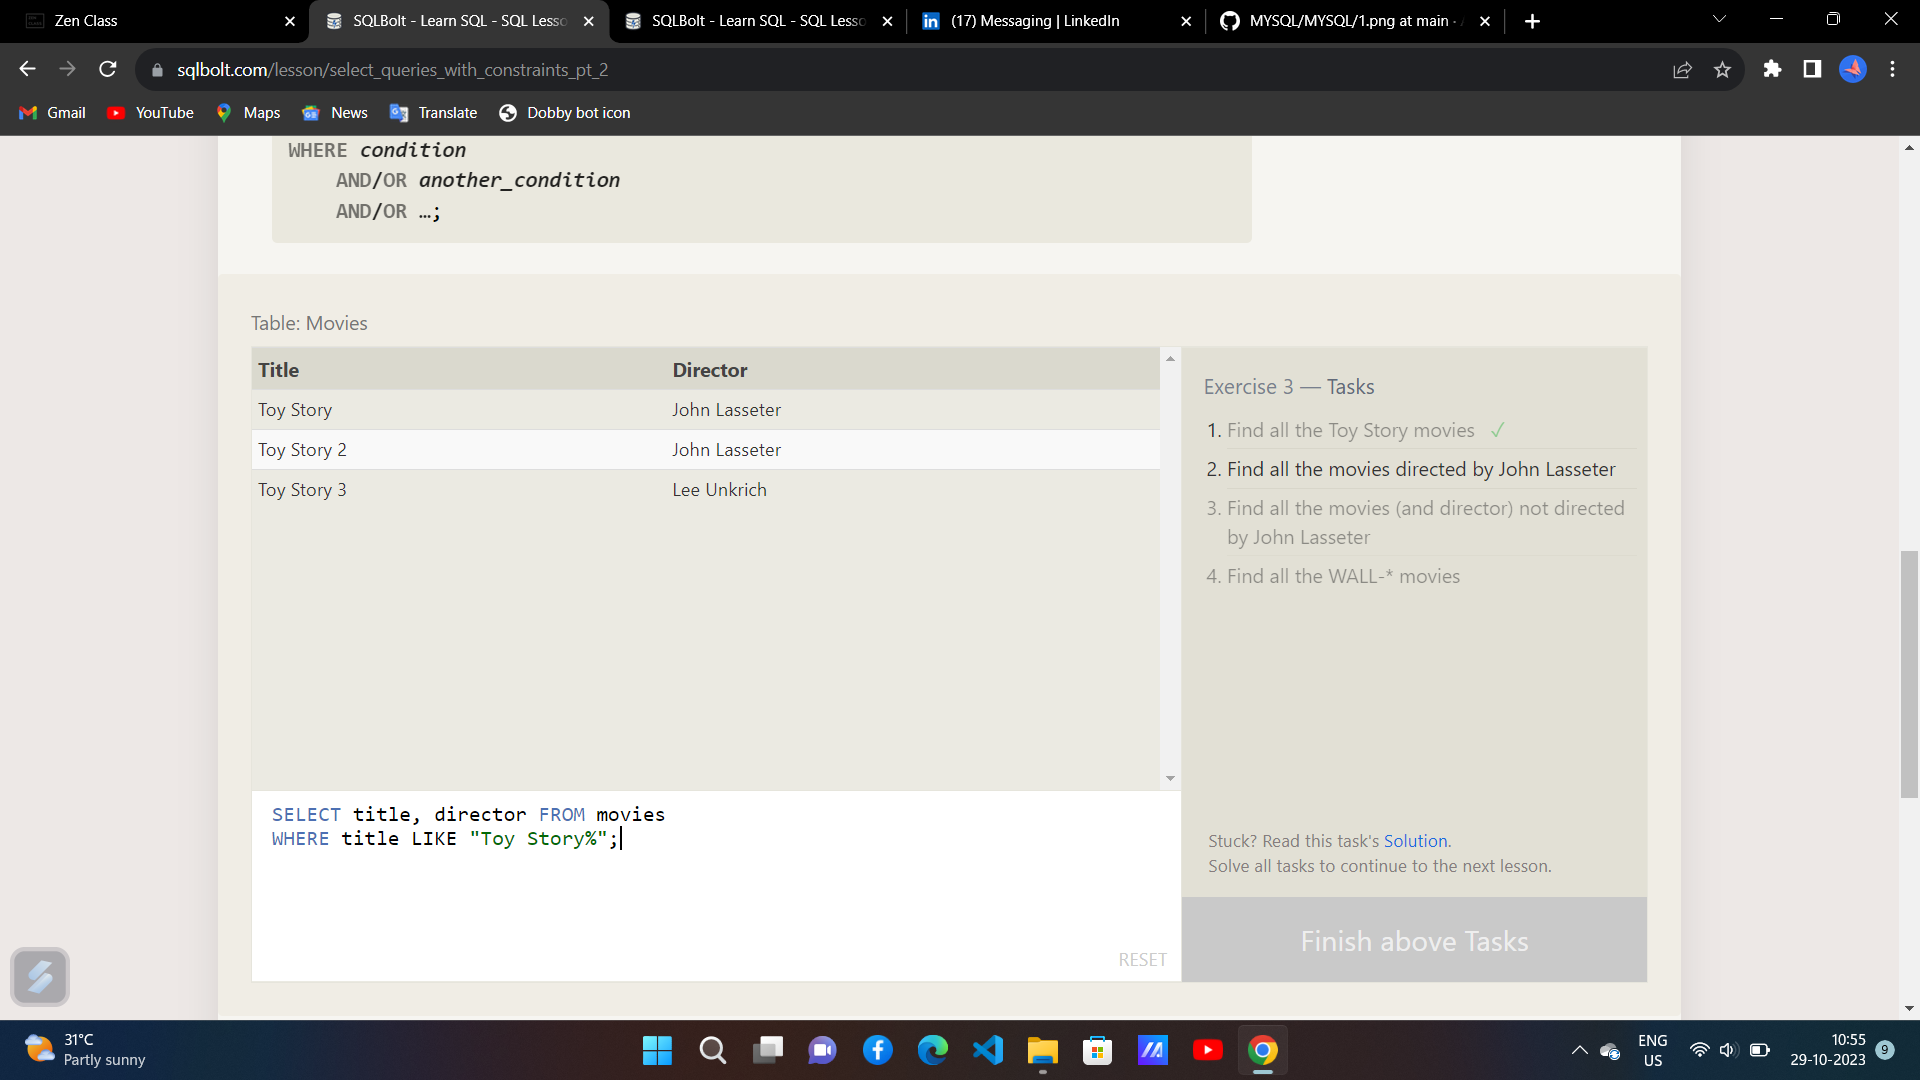 Zen Class
SQLBolt - Learn SQL - SQL Lesso
SQLBolt - Learn SQL - SQL Lesso
(17) Messaging | LinkedIn
MYSQL/MYSQL/1.png at main ·
sqlbolt.com/lesson/select_queries_with_constraints_pt_2
Gmail
YouTube
Maps
News
Translate
Dobby bot icon
WHERE condition
AND/OR another_condition
AND/OR …;
Table: Movies
Title Director
Toy Story John Lasseter
Toy Story 2 John Lasseter
Toy Story 3 Lee Unkrich
SELECT title, director FROM movies
WHERE title LIKE "Toy Story%";
RESET
Exercise 3 — Tasks
1. Find all the Toy Story movies ✓
2. Find all the movies directed by John Lasseter
3. Find all the movies (and director) not directed
by John Lasseter
4. Find all the WALL-* movies
Stuck? Read this task's Solution.
Solve all tasks to continue to the next lesson.
Finish above Tasks
31°C
Partly sunny
ENG
US
10:55
29-10-2023
9